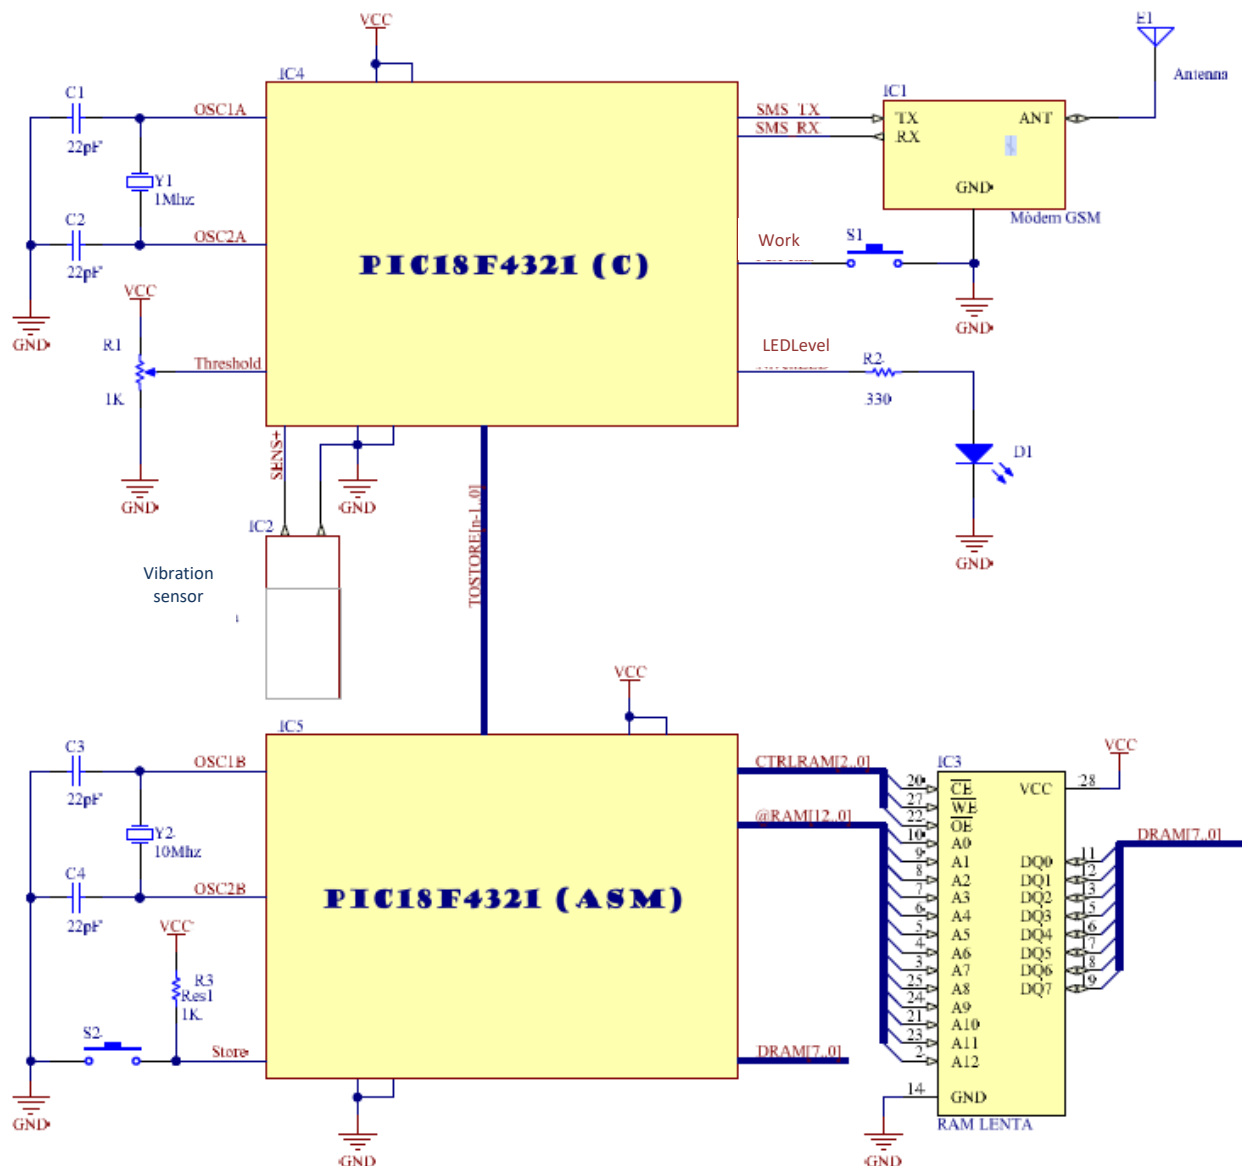 VCC
E1
IC4
Antenna
C1
OSC1A
IC1
SMS_TX
TX
ANT
SMS_RX
RX
22pF
Y1
1Mhz
GND
C2
Mòdem GSM
OSC2A
Work
S1
PIC18F4321 (C)
22pF
VCC
GND
GND
R1
LEDLevel
Threshold
R2
1K
330
SENS+
D1
GND
GND
TOSTORE[n-1..0]
IC2
GND
Vibration
sensor
VCC
IC5
C3
VCC
OSC1B
CTRLRAM[2..0]
IC3
20
CE
VCC
28
22pF
27
WE
@RAM[12..0]
22
OE
Y2
10Mhz
10
A0
DRAM[7..0]
9
A1
DQ0
11
C4
8
A2
DQ1
12
OSC2B
7
A3
DQ2
13
PIC18F4321 (ASM)
6
A4
DQ3
15
22pF
VCC
5
A5
DQ4
16
4
A6
DQ5
17
3
A7
DQ6
18
R3
Res1
25
A8
DQ7
19
1K
24
A9
21
A10
S2
23
A11
Store
DRAM[7..0]
2
A12
14
GND
GND
RAM LENTA
GND
GND